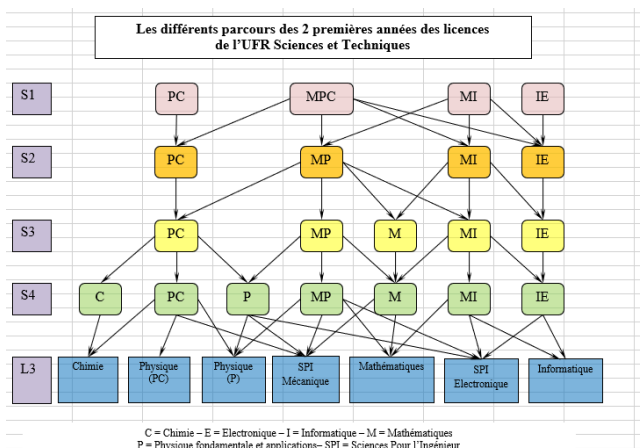 Les différents parcours des 2 premières années des licences
de l'UFR Sciences et Techniques
S1
PC
MPC
MI
IE
S2
PC
MP
MI
IE
S3
PC
MP
M
MI
IE
S4
C
PC
P
MP
M
MI
IE
L3
Chimie
Physique
(PC)
Physique
(P)
SPI
Mécanique
Mathématiques
SPI
Electronique
Informatique
C = Chimie – E = Electronique - I = Informatique – M = Mathématiques
P = Physique fondamentale et applications– SPI = Sciences Pour l'Ingénieur